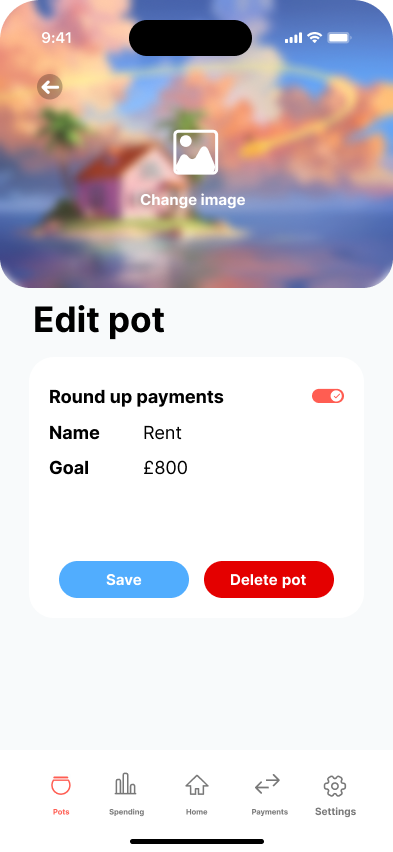 9:41
Change image
Edit pot
Round up payments
Name Rent
Goal £800
Save Delete pot
Pots Spending Home Payments Settings